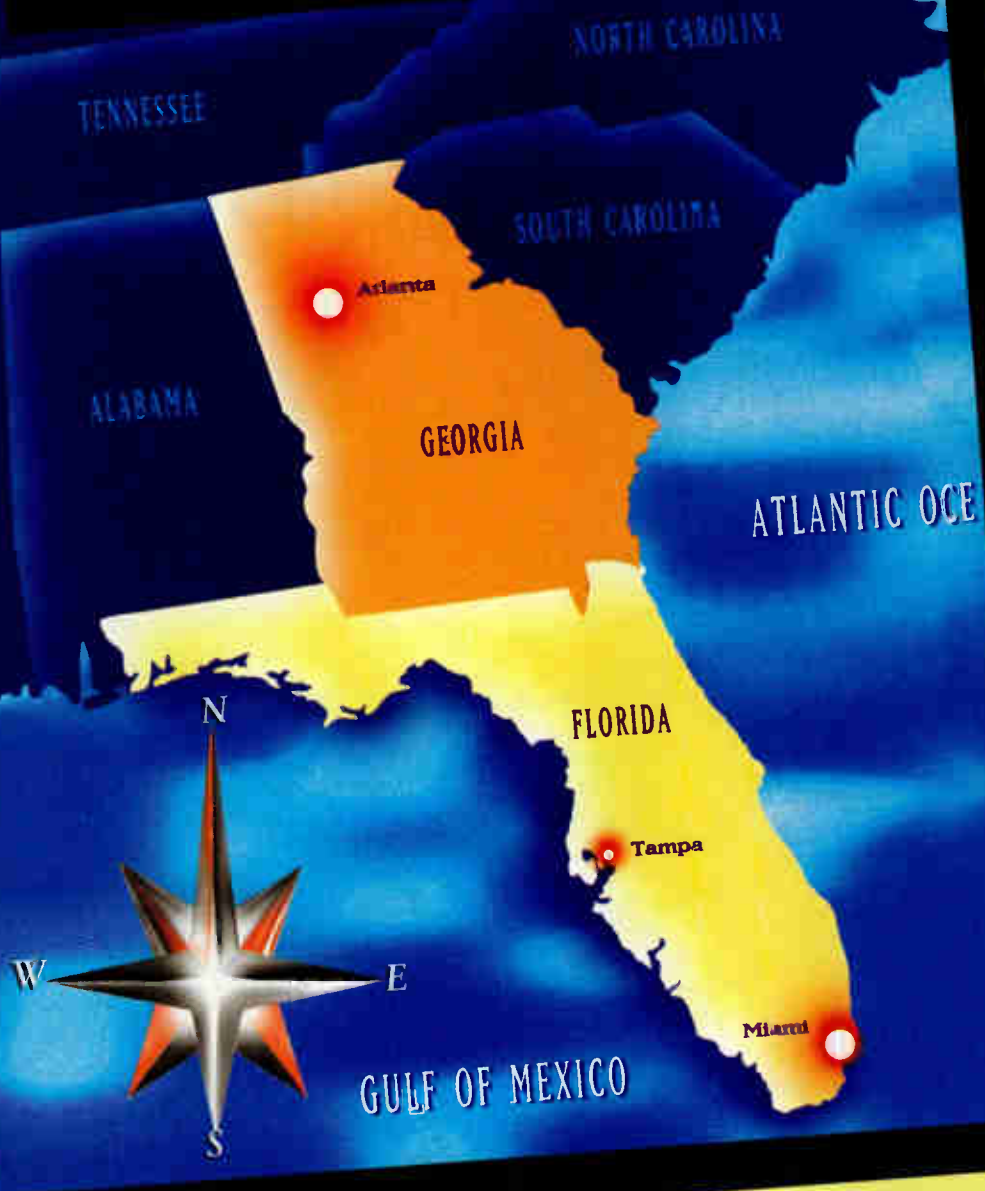 NORTH CAROLINA
TENNESSEE
SOUTH CAROLINA
Atlanta
ALABAMA
GEORGIA
ATLANTIC OCE
FLORIDA
N
Tampa
W
E
Miami
GULF OF MEXICO
S